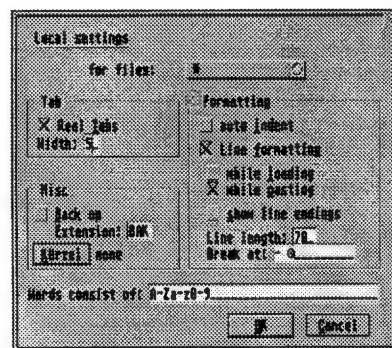 Local settings
for files: *
Tab
X Real Tabs
Width: 5
Formatting
auto indent
X Line formatting
while loading
X while pasting
show line endings
Line length: 70
Break at: -
Misc
Back up
Extension: BAK
none
Words consist of: A-Za-z0-9
OK
Cancel